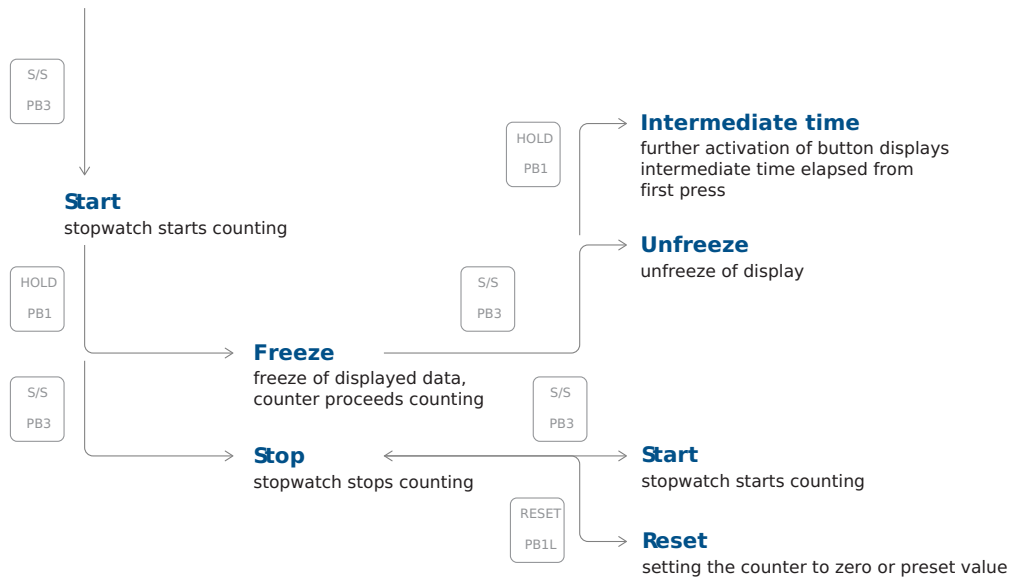 S/S
PB3
Start
stopwatch starts counting
HOLD
PB1
Intermediate time
further activation of button displays
intermediate time elapsed from
first press
Unfreeze
unfreeze of display
HOLD
PB1
S/S
PB3
Freeze
freeze of displayed data,
counter proceeds counting
S/S
PB3
Stop
stopwatch stops counting
S/S
PB3
Start
stopwatch starts counting
RESET
PB1L
Reset
setting the counter to zero or preset value